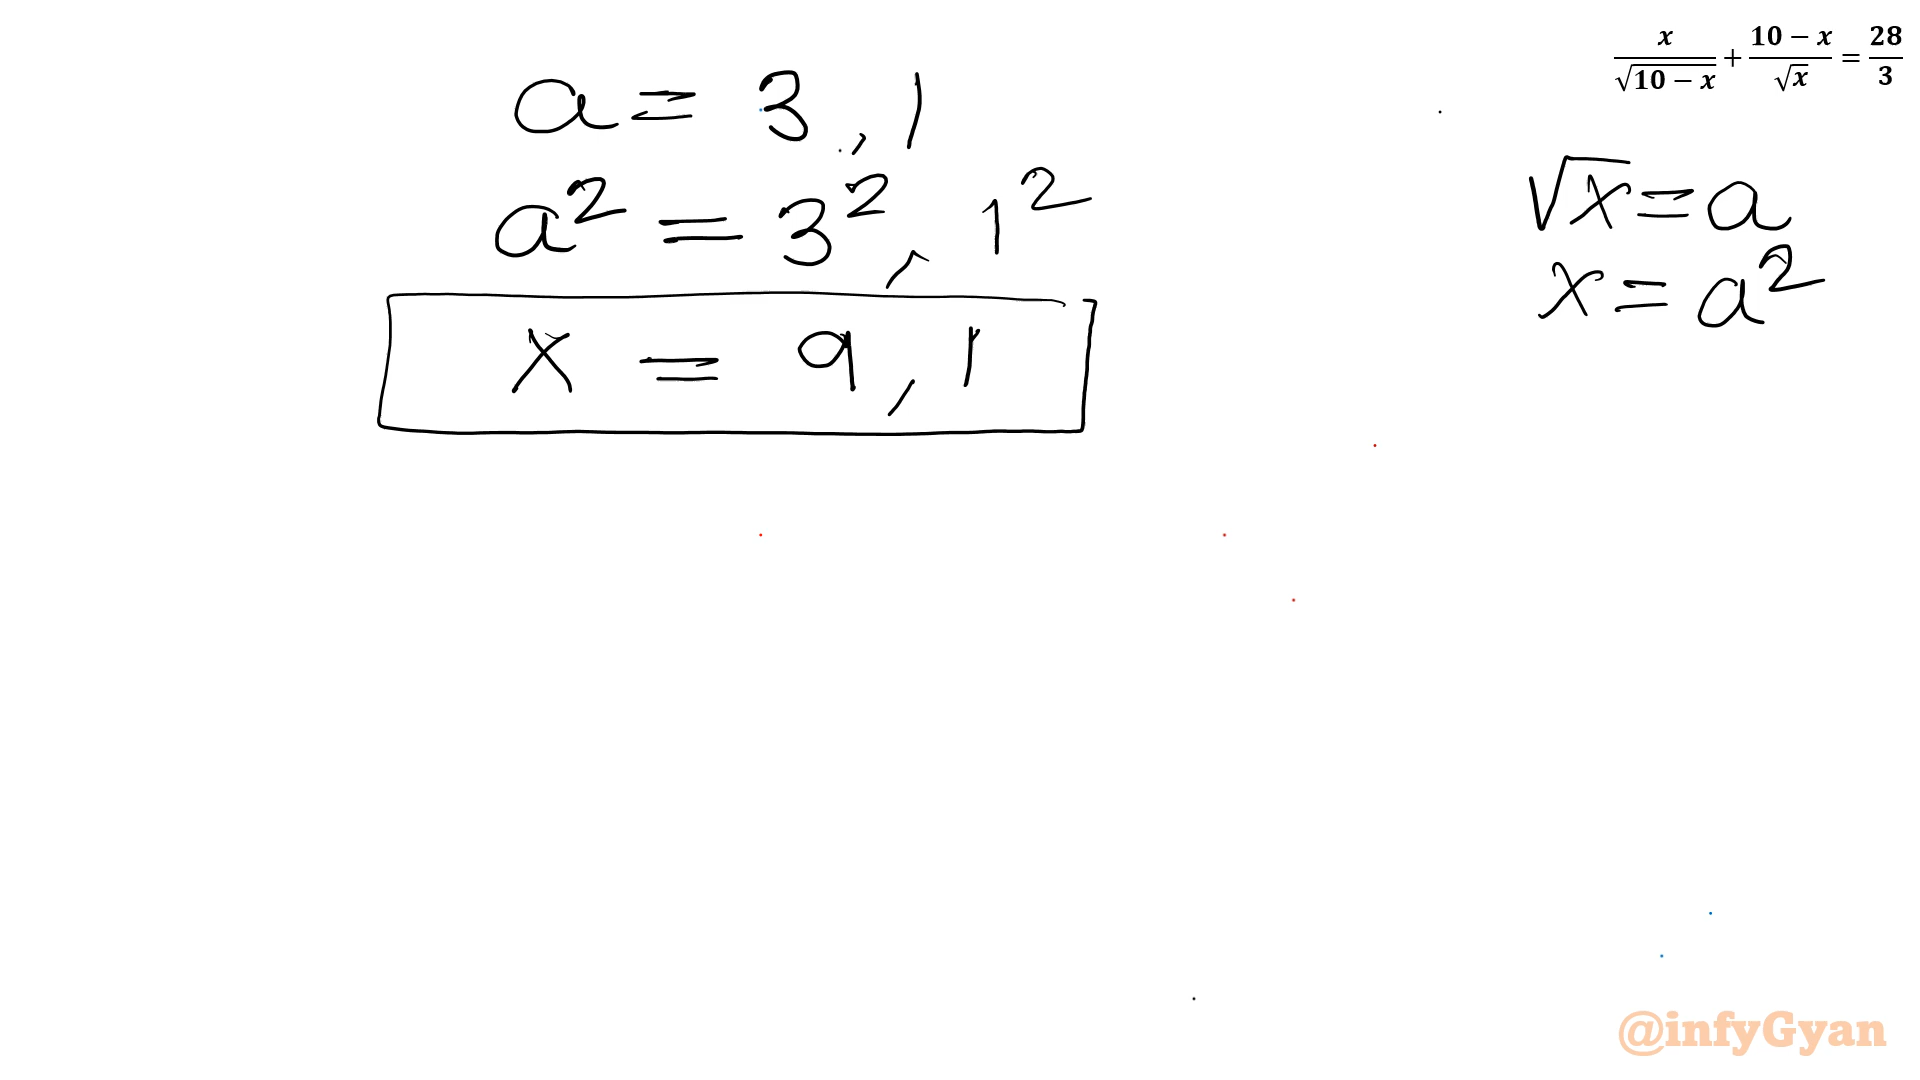 x/√(10 − x) + (10 − x)/√x = 28/3
a = 3, 1
a² = 3², 1²
x = 9, 1
√x = a
x = a²
@infyGyan